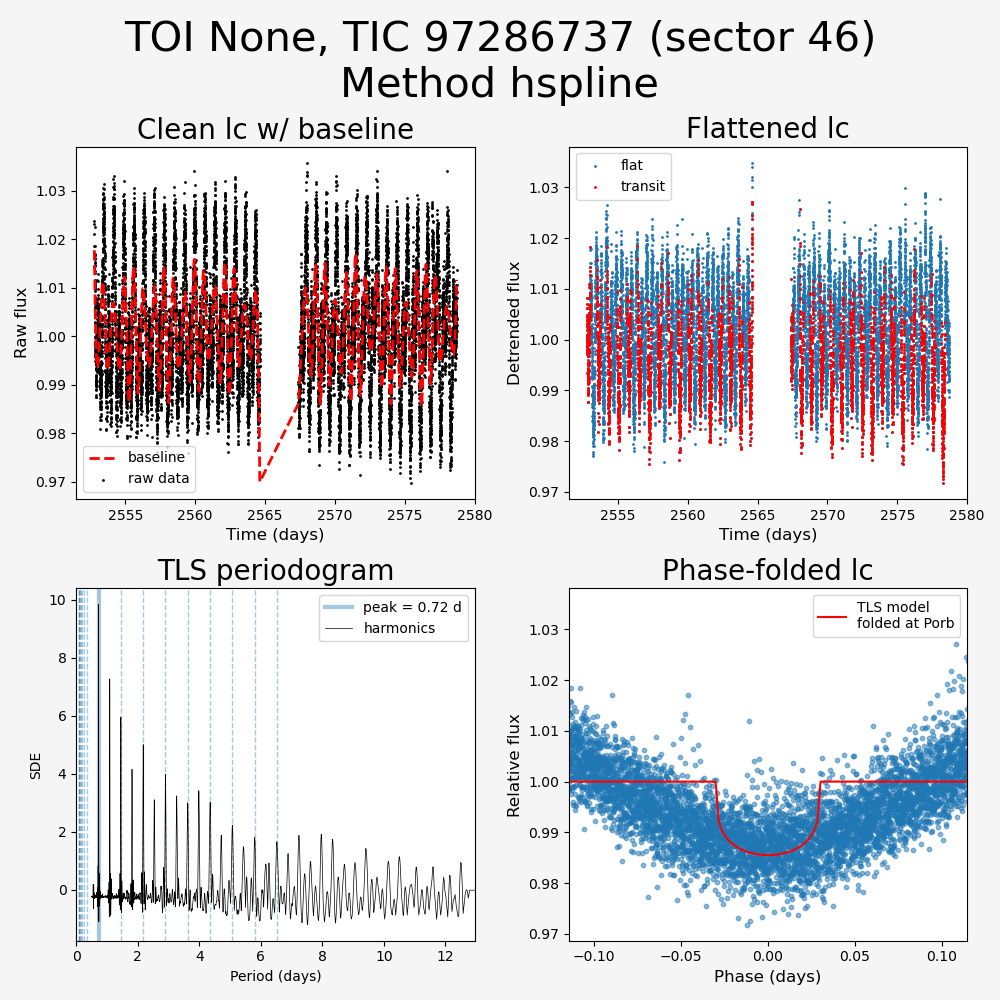 TOI None, TIC 97286737 (sector 46)
Method hspline
Clean lc w/ baseline
Raw flux
1.03
1.02
1.01
1.00
0.99
0.98
0.97
baseline
raw data
2555 2560 2565 2570 2575 2580
Time (days)
Flattened lc
Detrended flux
1.03
1.02
1.01
1.00
0.99
0.98
0.97
flat
transit
2555 2560 2565 2570 2575 2580
Time (days)
TLS periodogram
SDE
10
8
6
4
2
0
peak = 0.72 d
harmonics
0 2 4 6 8 10 12
Period (days)
Phase-folded lc
Relative flux
1.03
1.02
1.01
1.00
0.99
0.98
0.97
TLS model
folded at Porb
−0.10 −0.05 0.00 0.05 0.10
Phase (days)